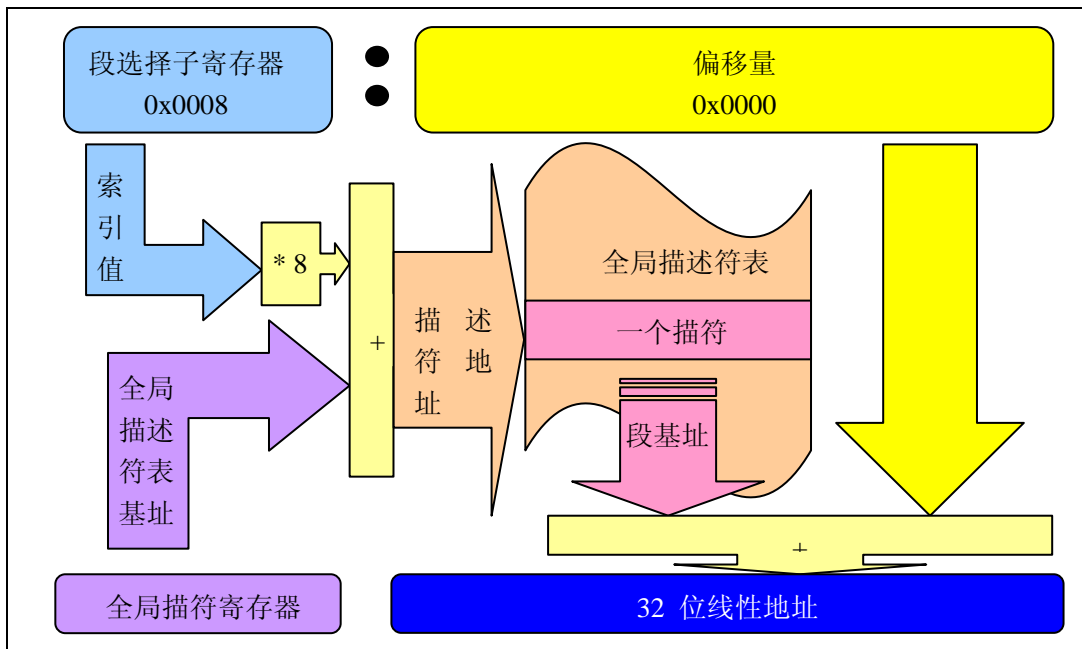 段选择子寄存器
0x0008
偏移量
0x0000
索
引
值
* 8
+
描 述
符 地
址
全局描述符表
一个描符
段基址
全局
描述
符表
基址
+
全局描符寄存器
32 位线性地址